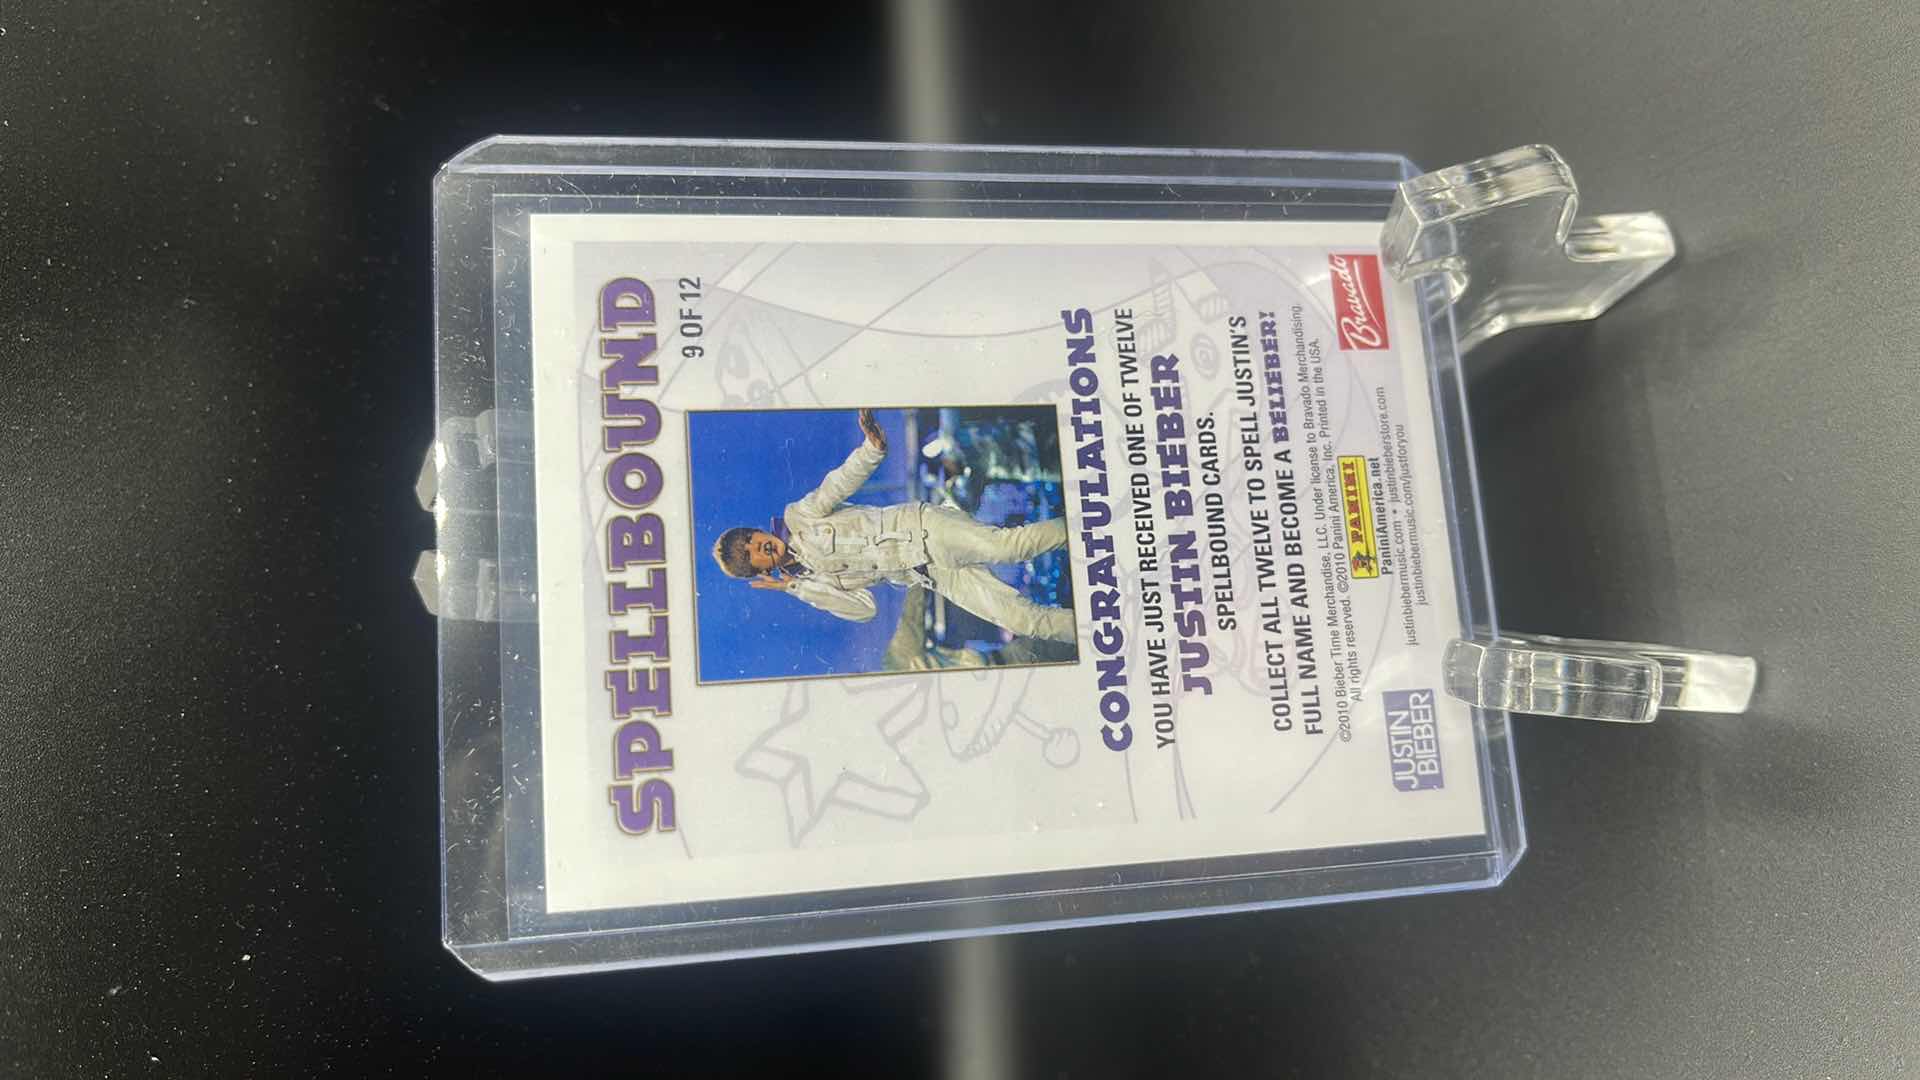 SPELLBOUND
9 OF 12
CONGRATULATIONS
YOU HAVE JUST RECEIVED ONE OF TWELVE
JUSTIN BIEBER
SPELLBOUND CARDS.
COLLECT ALL TWELVE TO SPELL JUSTIN'S
FULL NAME AND BECOME A BELIEBER!
©2010 Bieber Time Merchandise, LLC. Under license to Bravado Merchandising.
All rights reserved. ©2010 Panini America, Inc. Printed in the USA.
PANINI
PaniniAmerica.net
justinbiebermusic.com • justinbieberstore.com
justinbiebermusic.com/justforyou
JUSTIN
BIEBER
Bravado